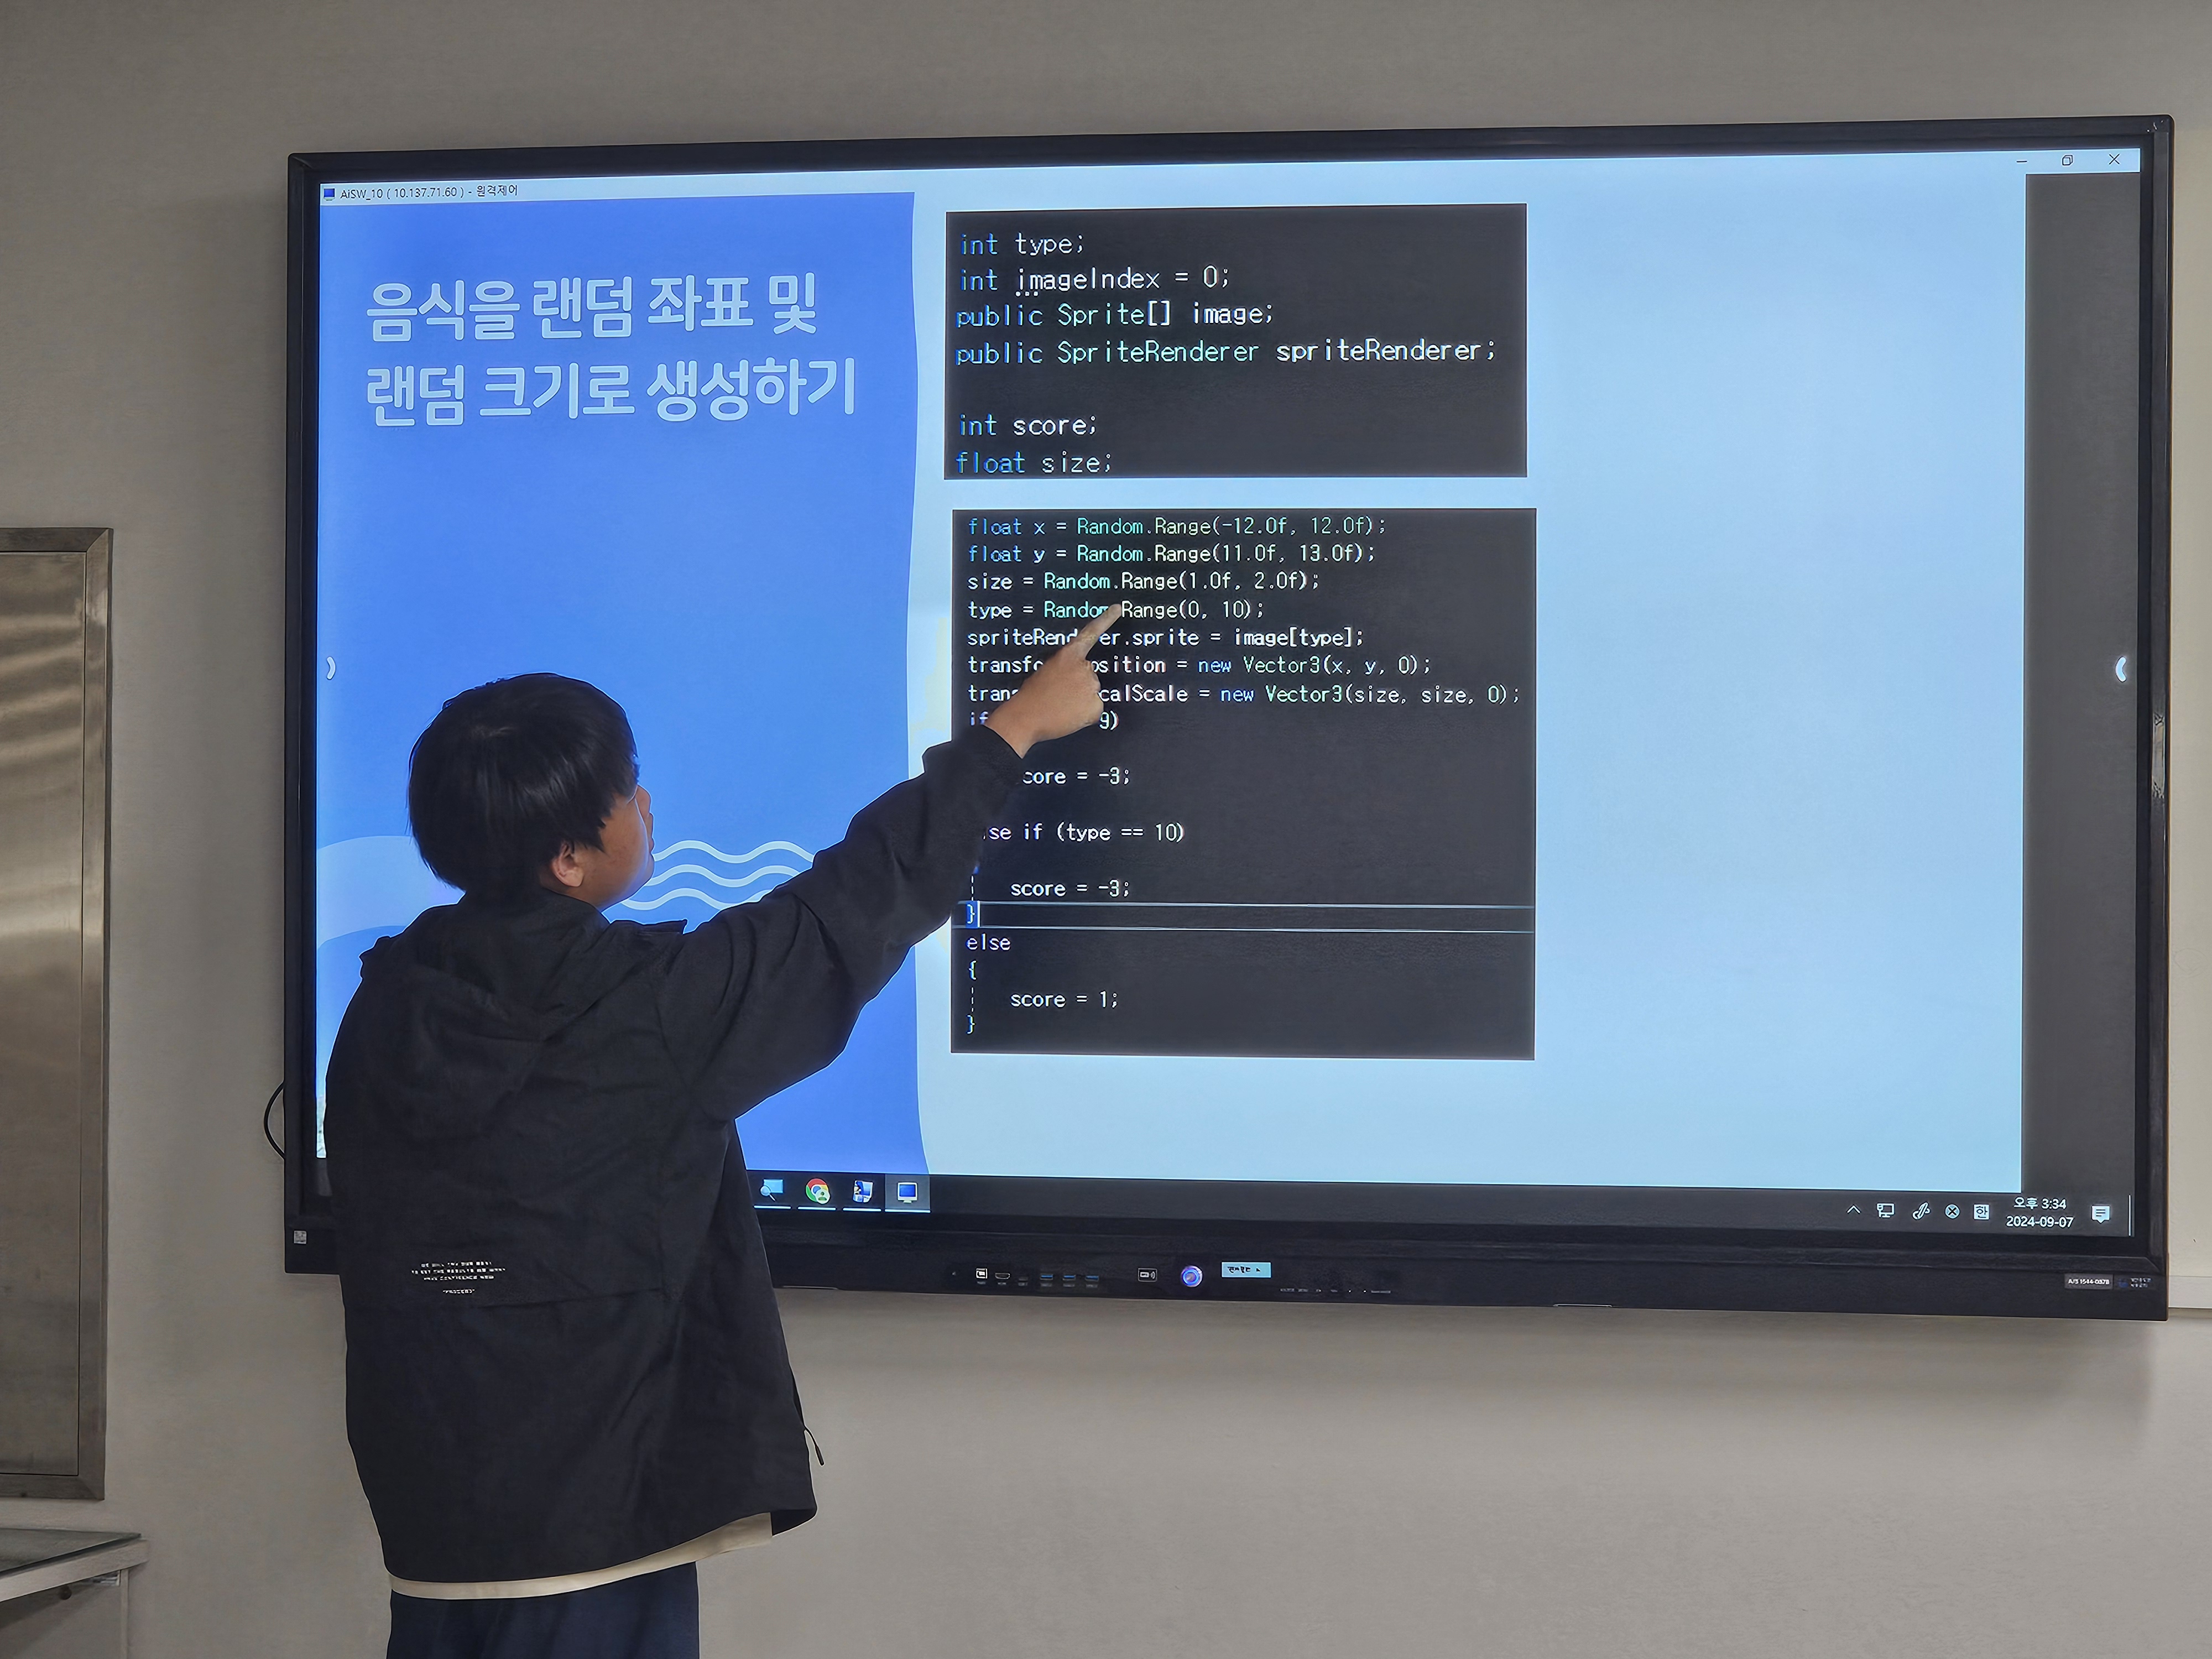 AiSW_10 ( 10.137.71.60 ) - 원격제어
음식을 랜덤 좌표 및
랜덤 크기로 생성하기
int type;
int imageIndex = 0;
public Sprite[] image;
public SpriteRenderer spriteRenderer;
int score;
float size;
float x = Random.Range(-12.0f, 12.0f);
float y = Random.Range(11.0f, 13.0f);
size = Random.Range(1.0f, 2.0f);
type = Random.Range(0, 10);
spriteRend er.sprite = image[type];
transfo osition = new Vector3(x, y, 0);
trans calScale = new Vector3(size, size, 0);
if 9)
core = -3;
se if (type == 10)
score = -3;
}
else
{
score = 1;
}
한
오후 3:34
2024-09-07
A/S 1544-0878